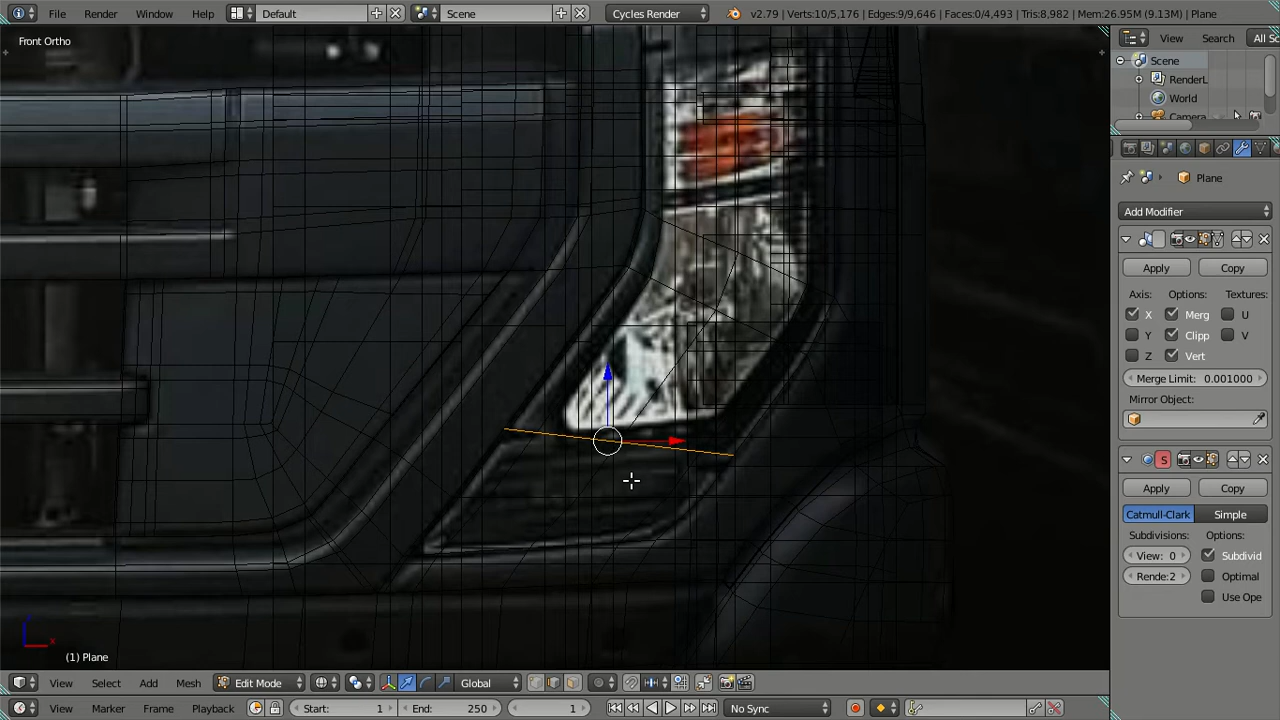 File Render Window Help Default Scene Cycles Render v2.79 | Verts:10/5,176 | Edges:9/9,646 | Faces:0/4,493 | Tris:8,982 | Mem:26.95M (9.13M) | Plane
Front Ortho
View Search All Sc
Scene
RenderL
World
Camera
Plane
Add Modifier
Apply Copy
Axis: Options: Textures:
X Merg U
Y Clipp V
Z Vert
Merge Limit: 0.001000
Mirror Object:
S
Apply Copy
Catmull-Clark Simple
Subdivisions: Options:
View: 0 Subdivid
Rende:2 Optimal
Use Ope
z
x
(1) Plane
View Select Add Mesh Edit Mode Global
View Marker Frame Playback Start: 1 End: 250 1 No Sync